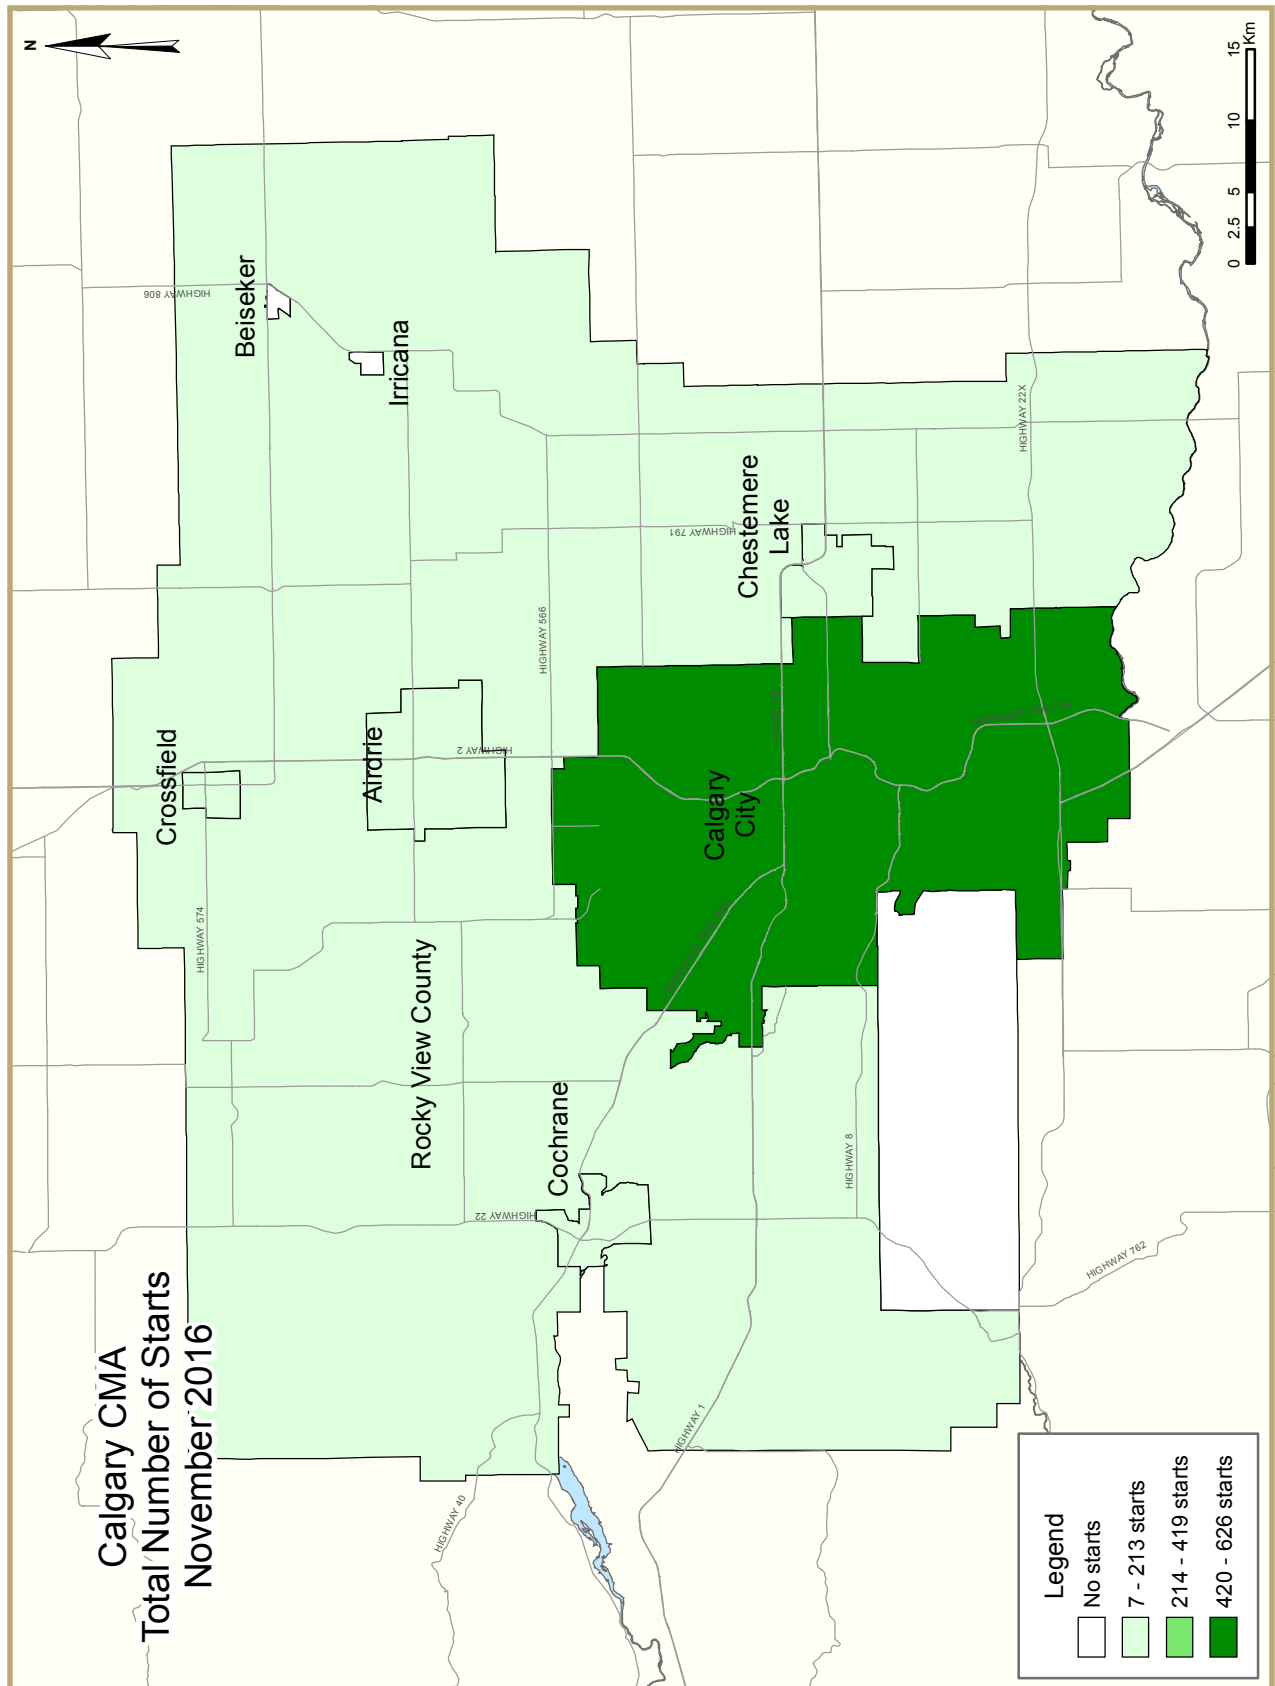 Calgary CMA
Total Number of Starts
November 2016
N
Crossfield
Beiseker
Irricana
Airdrie
Rocky View County
Cochrane
Calgary
City
Chestemere
Lake
HIGHWAY 806
HIGHWAY 574
HIGHWAY 2
HIGHWAY 566
HIGHWAY 791
HIGHWAY 22X
HIGHWAY 22
HIGHWAY 8
HIGHWAY 1
HIGHWAY 40
HIGHWAY 762
Legend
No starts
7 - 213 starts
214 - 419 starts
420 - 626 starts
0 2.5 5 10 15
Km